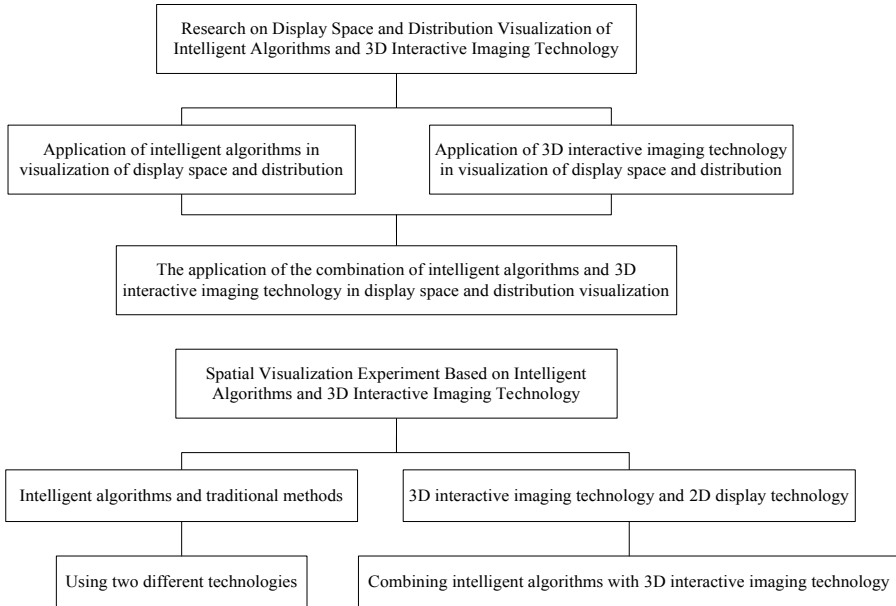 Research on Display Space and Distribution Visualization of
Intelligent Algorithms and 3D Interactive Imaging Technology
Application of intelligent algorithms in
visualization of display space and distribution
Application of 3D interactive imaging technology
in visualization of display space and distribution
The application of the combination of intelligent algorithms and 3D
interactive imaging technology in display space and distribution visualization
Spatial Visualization Experiment Based on Intelligent
Algorithms and 3D Interactive Imaging Technology
Intelligent algorithms and traditional methods
3D interactive imaging technology and 2D display technology
Using two different technologies
Combining intelligent algorithms with 3D interactive imaging technology